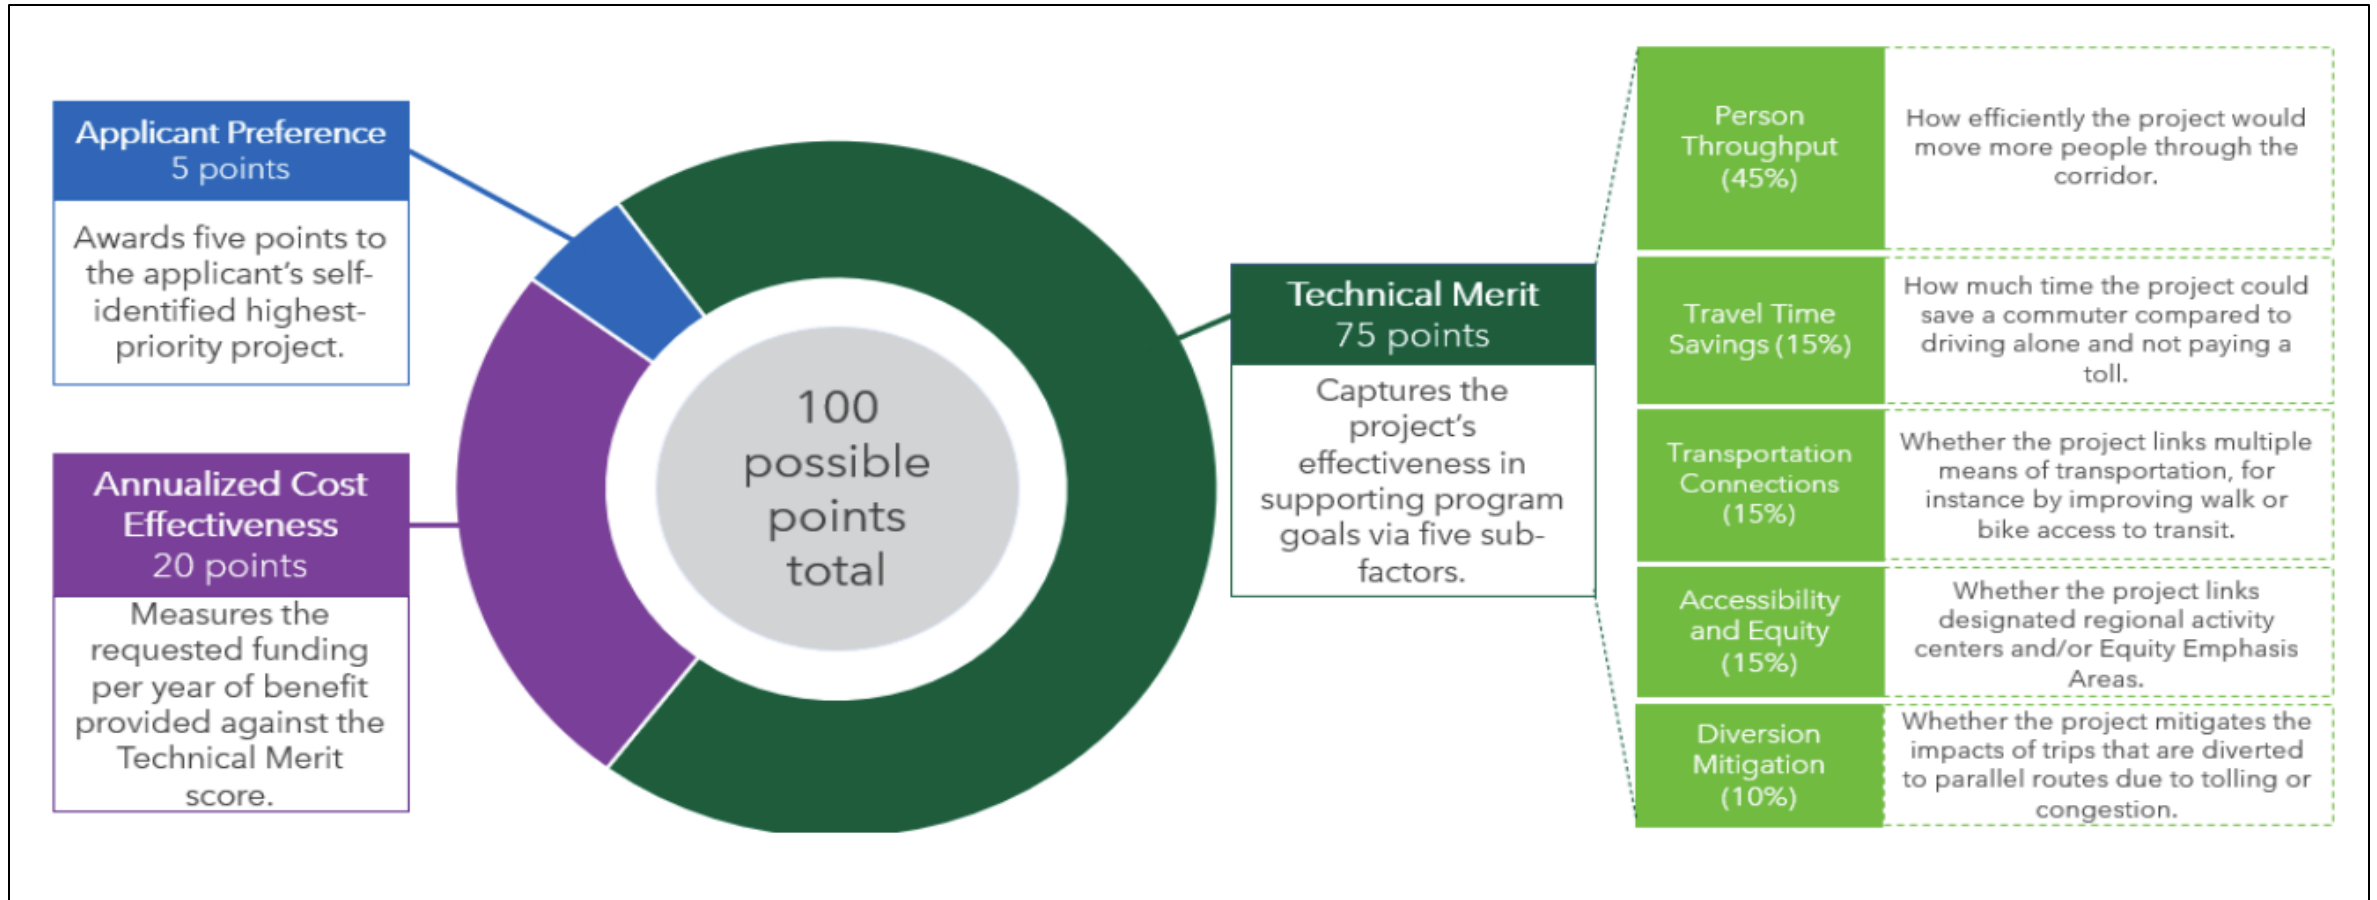 Applicant Preference
5 points
Awards five points to
the applicant's self-
identified highest-
priority project.
Annualized Cost
Effectiveness
20 points
Measures the
requested funding
per year of benefit
provided against the
Technical Merit
score.
100
possible
points
total
Technical Merit
75 points
Captures the
project's
effectiveness in
supporting program
goals via five sub-
factors.
Person
Throughput
(45%)
How efficiently the project would
move more people through the
corridor.
Travel Time
Savings (15%)
How much time the project could
save a commuter compared to
driving alone and not paying a
toll.
Transportation
Connections
(15%)
Whether the project links multiple
means of transportation, for
instance by improving walk or
bike access to transit.
Accessibility
and Equity
(15%)
Whether the project links
designated regional activity
centers and/or Equity Emphasis
Areas.
Diversion
Mitigation
(10%)
Whether the project mitigates the
impacts of trips that are diverted
to parallel routes due to tolling or
congestion.